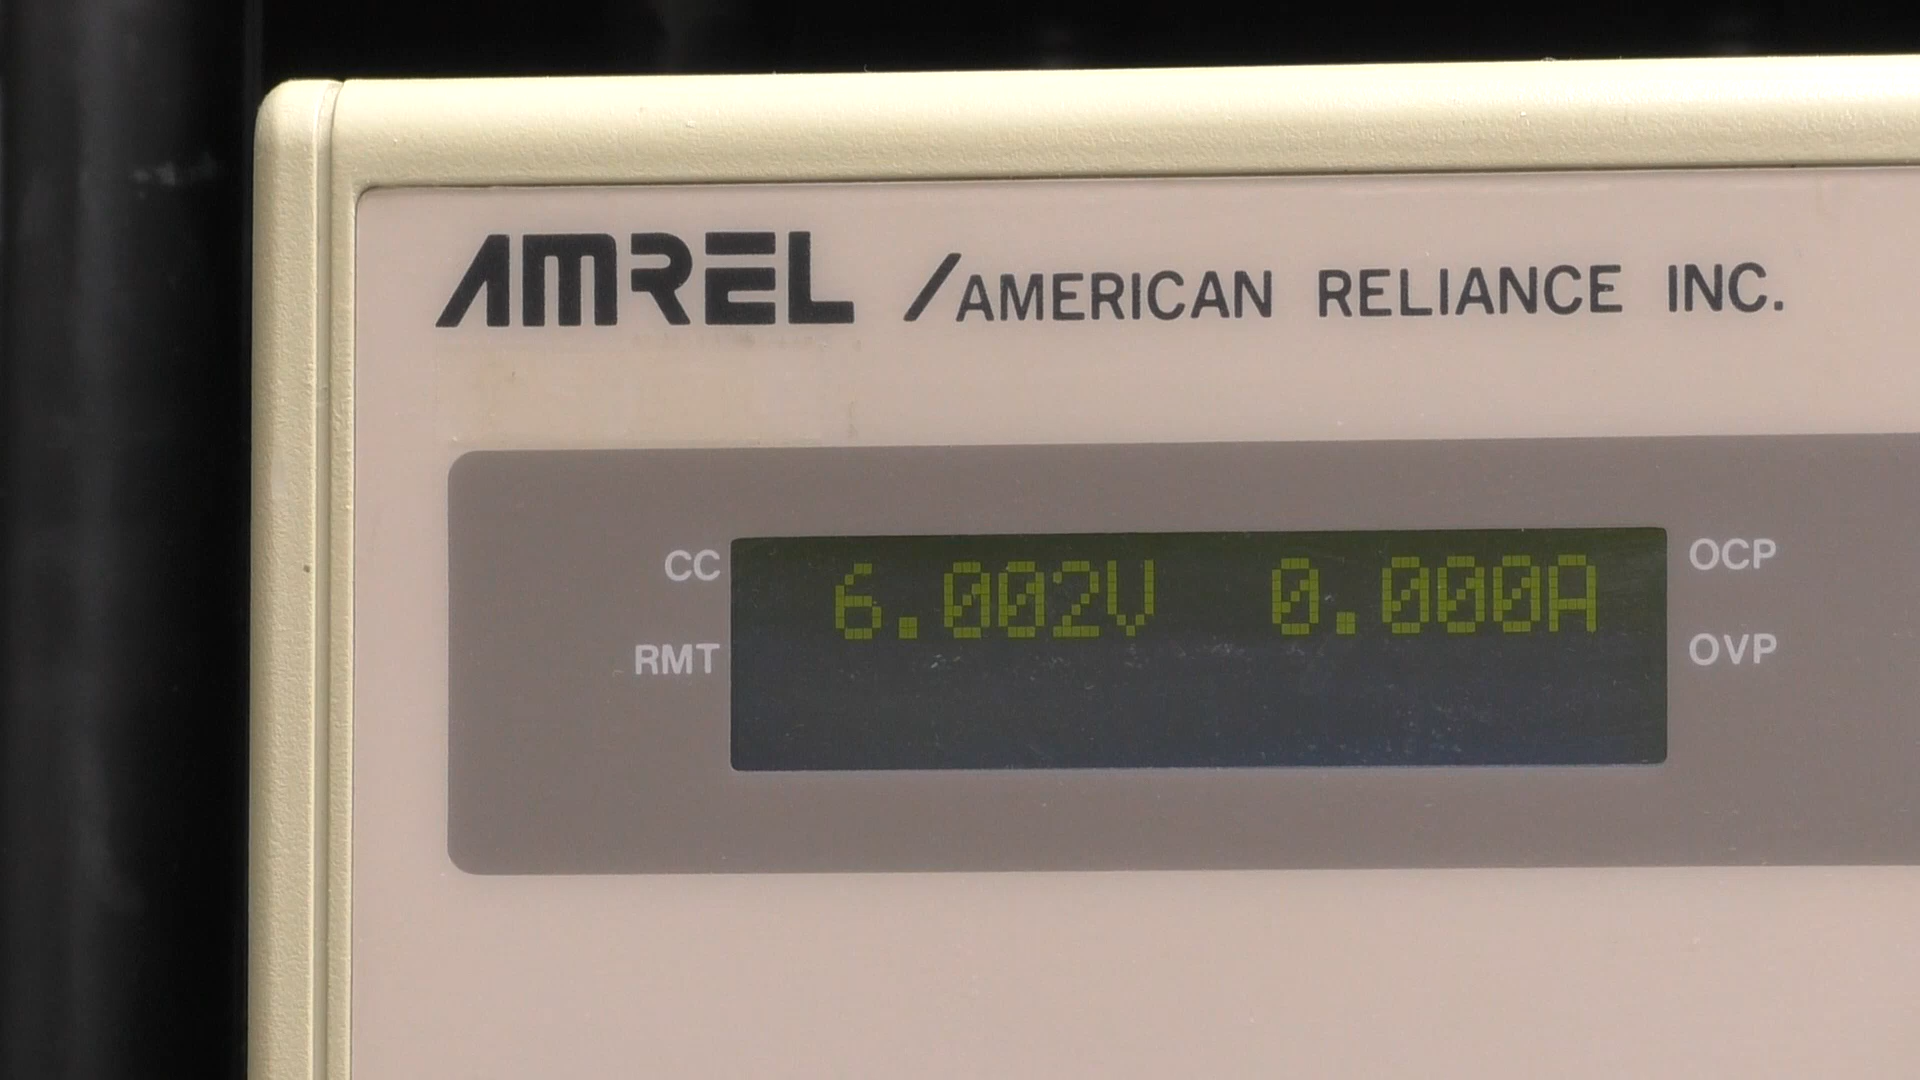 AMREL /AMERICAN RELIANCE INC.
CC 6.002V 0.000A OCP
RMT OVP